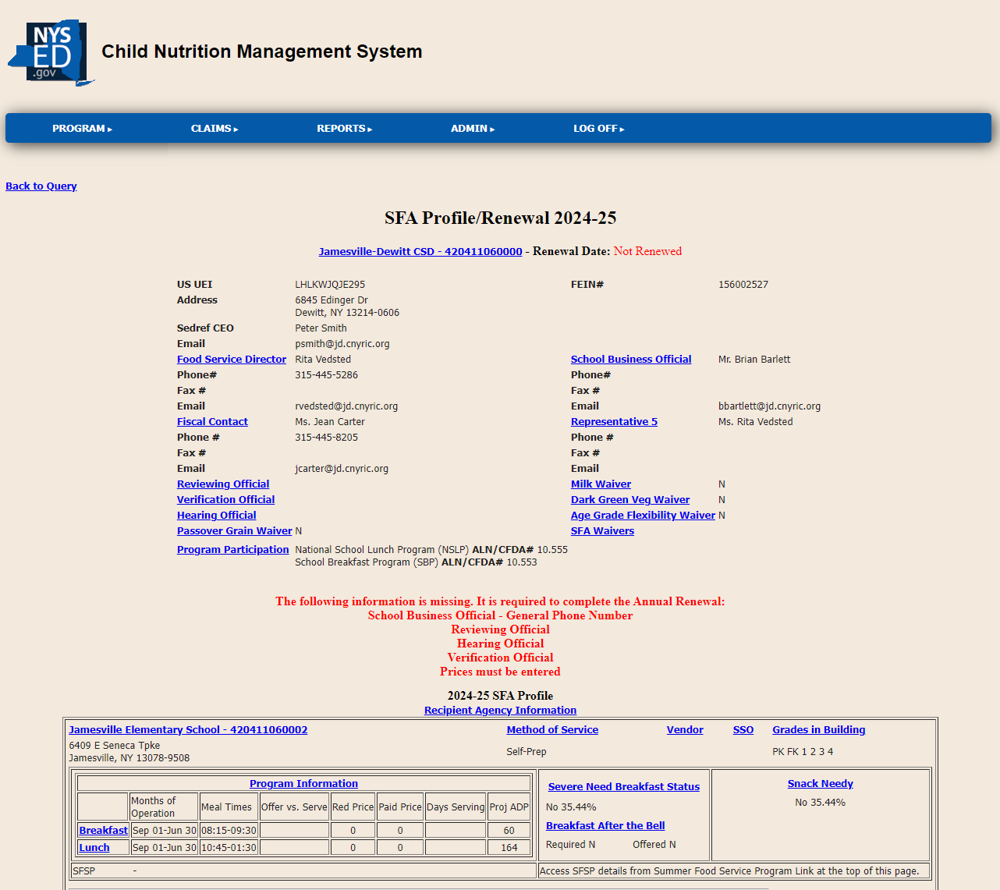 NYS
ED
.gov
Child Nutrition Management System
PROGRAM ▸ CLAIMS ▸ REPORTS ▸ ADMIN ▸ LOG OFF ▸
Back to Query
SFA Profile/Renewal 2024-25
Jamesville-Dewitt CSD - 420411060000 - Renewal Date: Not Renewed
US UEI LHLKWJQJE295 FEIN# 156002527
Address 6845 Edinger Dr
Dewitt, NY 13214-0606
Sedref CEO Peter Smith
Email psmith@jd.cnyric.org
Food Service Director Rita Vedsted School Business Official Mr. Brian Barlett
Phone# 315-445-5286 Phone#
Fax # Fax #
Email rvedsted@jd.cnyric.org Email bbartlett@jd.cnyric.org
Fiscal Contact Ms. Jean Carter Representative 5 Ms. Rita Vedsted
Phone # 315-445-8205 Phone #
Fax # Fax #
Email jcarter@jd.cnyric.org Email
Reviewing Official Milk Waiver N
Verification Official Dark Green Veg Waiver N
Hearing Official Age Grade Flexibility Waiver N
Passover Grain Waiver N SFA Waivers
Program Participation National School Lunch Program (NSLP) ALN/CFDA# 10.555
School Breakfast Program (SBP) ALN/CFDA# 10.553
The following information is missing. It is required to complete the Annual Renewal:
School Business Official - General Phone Number
Reviewing Official
Hearing Official
Verification Official
Prices must be entered
2024-25 SFA Profile
Recipient Agency Information
Jamesville Elementary School - 420411060002 Method of Service Vendor SSO Grades in Building
6409 E Seneca Tpke
Jamesville, NY 13078-9508 Self-Prep PK FK 1 2 3 4
Program Information Severe Need Breakfast Status Snack Needy
Months of Operation Meal Times Offer vs. Serve Red Price Paid Price Days Serving Proj ADP No 35.44% No 35.44%
Breakfast Sep 01-Jun 30 08:15-09:30 0 0 60 Breakfast After the Bell
Lunch Sep 01-Jun 30 10:45-01:30 0 0 164 Required N Offered N
SFSP - Access SFSP details from Summer Food Service Program Link at the top of this page.